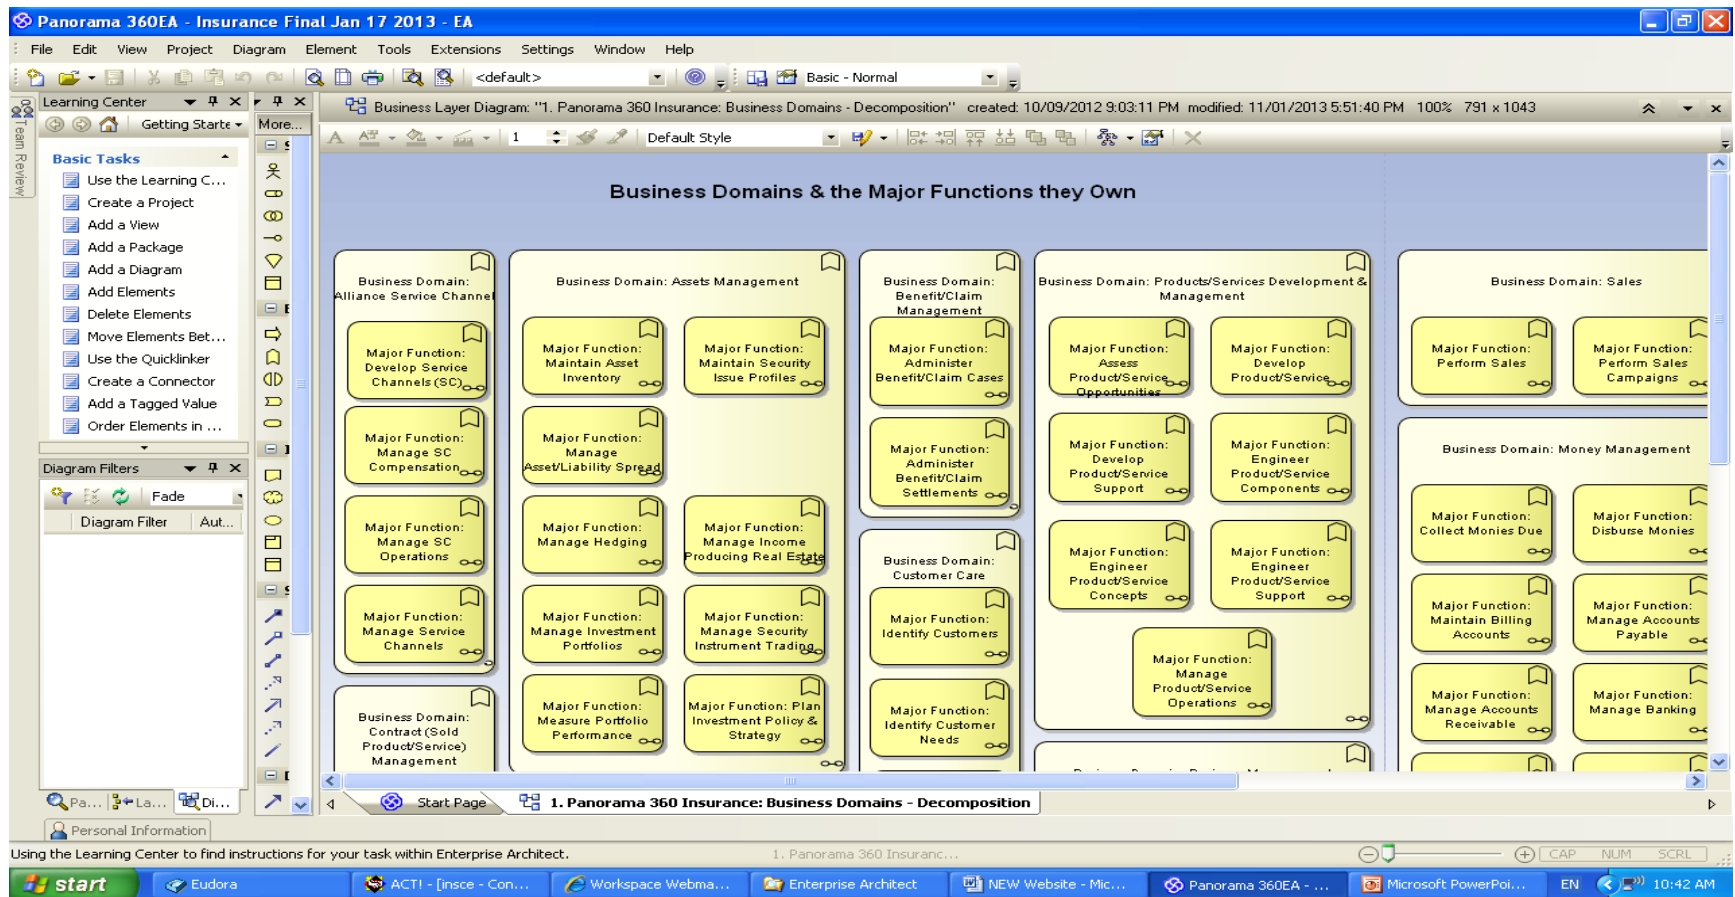 Panorama 360EA - Insurance Final Jan 17 2013 - EA
File Edit View Project Diagram Element Tools Extensions Settings Window Help
<default>
Basic - Normal
Team Review
Learning Center
Getting Starte
Basic Tasks
Use the Learning C...
Create a Project
Add a View
Add a Package
Add a Diagram
Add Elements
Delete Elements
Move Elements Bet...
Use the Quicklinker
Create a Connector
Add a Tagged Value
Order Elements in ...
Diagram Filters
Fade
Diagram Filter Aut...
Pa... La... Di...
Personal Information
More...
Business Layer Diagram: "1. Panorama 360 Insurance: Business Domains - Decomposition" created: 10/09/2012 9:03:11 PM modified: 11/01/2013 5:51:40 PM 100% 791 x 1043
1
Default Style
Business Domains & the Major Functions they Own
Business Domain:
Alliance Service Channel
Major Function:
Develop Service
Channels (SC)
Major Function:
Manage SC
Compensation
Major Function:
Manage SC
Operations
Major Function:
Manage Service
Channels
Business Domain:
Contract (Sold
Product/Service)
Management
Business Domain: Assets Management
Major Function:
Maintain Asset
Inventory
Major Function:
Maintain Security
Issue Profiles
Major Function:
Manage
Asset/Liability Spread
Major Function:
Manage Hedging
Major Function:
Manage Income
Producing Real Estate
Major Function:
Manage Investment
Portfolios
Major Function:
Manage Security
Instrument Trading
Major Function:
Measure Portfolio
Performance
Major Function: Plan
Investment Policy &
Strategy
Business Domain:
Benefit/Claim
Management
Major Function:
Administer
Benefit/Claim Cases
Major Function:
Administer
Benefit/Claim
Settlements
Business Domain:
Customer Care
Major Function:
Identify Customers
Major Function:
Identify Customer
Needs
Business Domain: Products/Services Development &
Management
Major Function:
Assess
Product/Service
Opportunities
Major Function:
Develop
Product/Service
Major Function:
Develop
Product/Service
Support
Major Function:
Engineer
Product/Service
Components
Major Function:
Engineer
Product/Service
Concepts
Major Function:
Engineer
Product/Service
Support
Major Function:
Manage
Product/Service
Operations
Business Domain: Sales
Major Function:
Perform Sales
Major Function:
Perform Sales
Campaigns
Business Domain: Money Management
Major Function:
Collect Monies Due
Major Function:
Disburse Monies
Major Function:
Maintain Billing
Accounts
Major Function:
Manage Accounts
Payable
Major Function:
Manage Accounts
Receivable
Major Function:
Manage Banking
Start Page
1. Panorama 360 Insurance: Business Domains - Decomposition
Using the Learning Center to find instructions for your task within Enterprise Architect.
1. Panorama 360 Insuranc...
CAP NUM SCRL
start
Eudora
ACT! - [insce - Con...
Workspace Webma...
Enterprise Architect
NEW Website - Mic...
Panorama 360EA - ...
Microsoft PowerPoi...
EN
10:42 AM